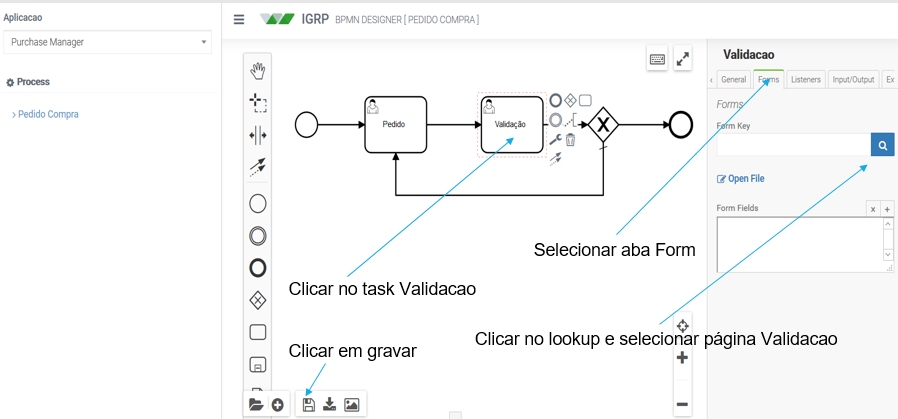 Aplicacao
Purchase Manager
Process
Pedido Compra
IGRP BPMN DESIGNER [ PEDIDO COMPRA ]
Pedido
Validação
Validacao
General Forms Listeners Input/Output Ex
Forms
Form Key
Open File
Form Fields
x +
Selecionar aba Form
Clicar no task Validacao
Clicar no lookup e selecionar página Validacao
Clicar em gravar